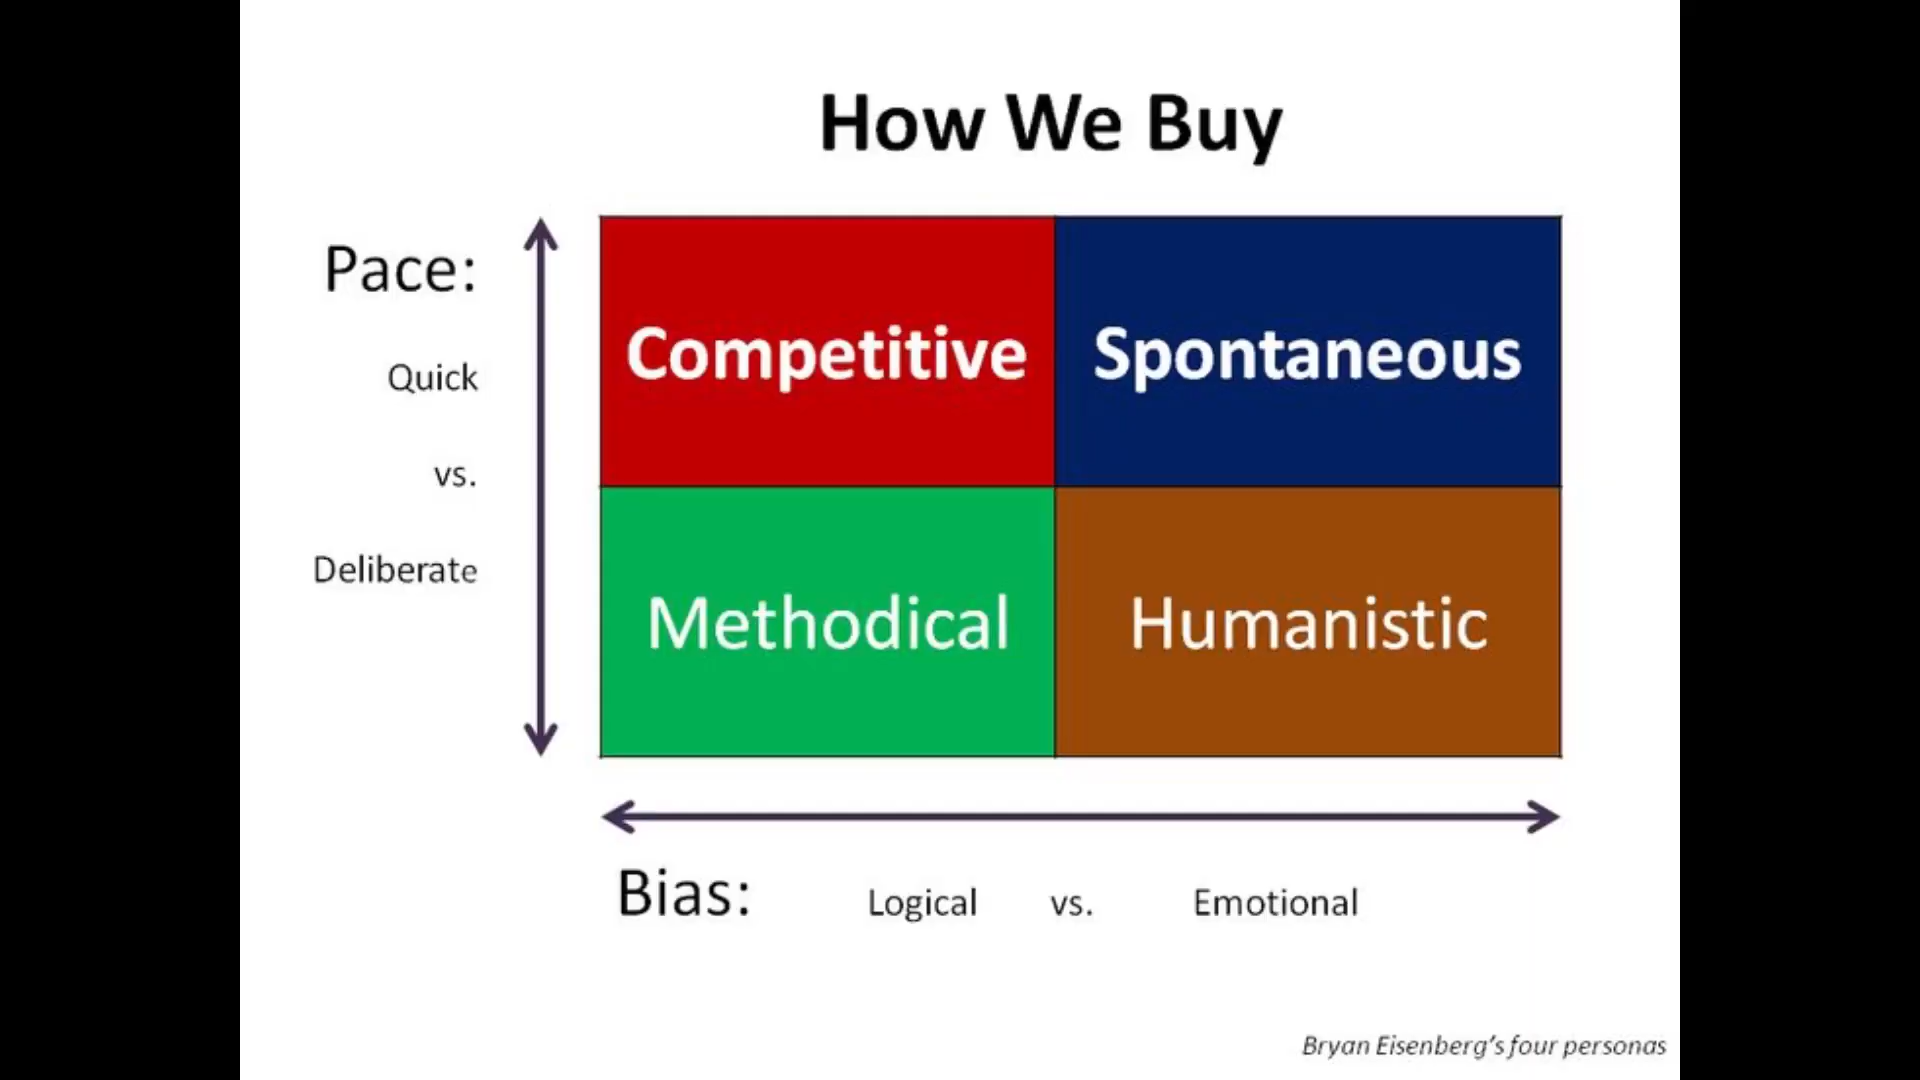 How We Buy
Pace:
Quick
vs.
Deliberate
Competitive
Spontaneous
Methodical
Humanistic
Bias: Logical vs. Emotional
Bryan Eisenberg's four personas